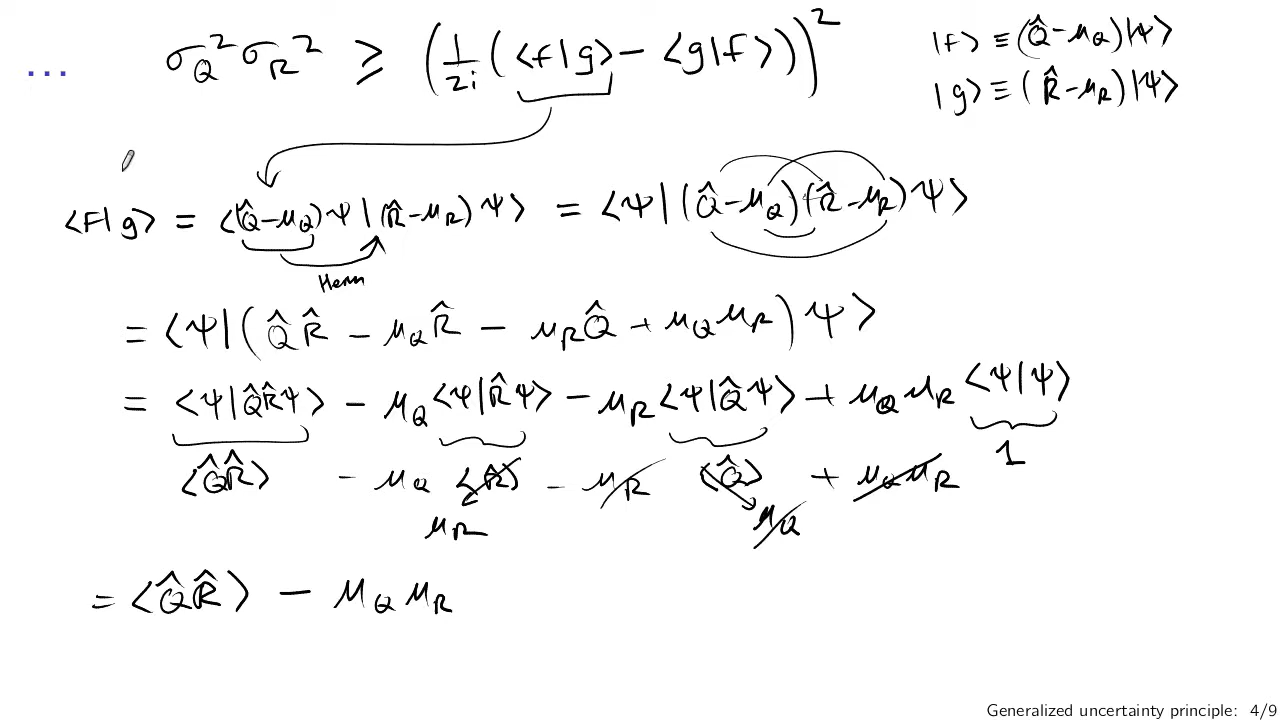 ...
σ_Q² σ_R² ≥ (1/2i (<f|g> - <g|f>))²
|f> ≡ (Q̂-μ_Q)|Ψ>
|g> ≡ (R̂-μ_R)|Ψ>
<f|g> = <(Q̂-μ_Q)Ψ|(R̂-μ_R)Ψ> = <Ψ|(Q̂-μ_Q)(R̂-μ_R)Ψ>
Herm
= <Ψ|(Q̂R̂ - μ_Q R̂ - μ_R Q̂ + μ_Q μ_R)Ψ>
= <Ψ|Q̂R̂Ψ> - μ_Q <Ψ|R̂Ψ> - μ_R <Ψ|Q̂Ψ> + μ_Q μ_R <Ψ|Ψ>
<Q̂R̂> - μ_Q <R̂> - μ_R <Q̂> + μ_Q μ_R 1
μ_R μ_Q
= <Q̂R̂> - μ_Q μ_R
Generalized uncertainty principle: 4/9